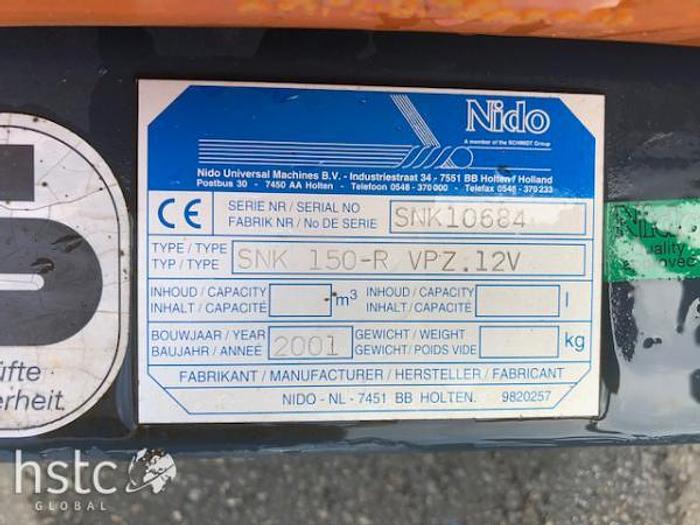 Nido
A member of the SCHMIDT Group
Nido Universal Machines B.V. - Industriestraat 34 - 7551 BB Holten / Holland
Postbus 30 - 7450 AA Holten - Telefoon 0548 - 370000 - Telefax 0548 - 370233
CE
SERIE NR / SERIAL NO
FABRIK NR / No DE SERIE
SNK10684
TYPE / TYPE
TYP / TYPE
SNK 150-R VPZ.12V
INHOUD / CAPACITY
INHALT / CAPACITÉ
m³
INHOUD / CAPACITY
INHALT / CAPACITÉ
l
BOUWJAAR / YEAR
BAUJAHR / ANNEÉ
2001
GEWICHT / WEIGHT
GEWICHT / POIDS VIDE
kg
FABRIKANT / MANUFACTURER / HERSTELLER / FABRICANT
NIDO - NL - 7451 BB HOLTEN. 9820257
S
üfte
erheit.
hstc
GLOBAL